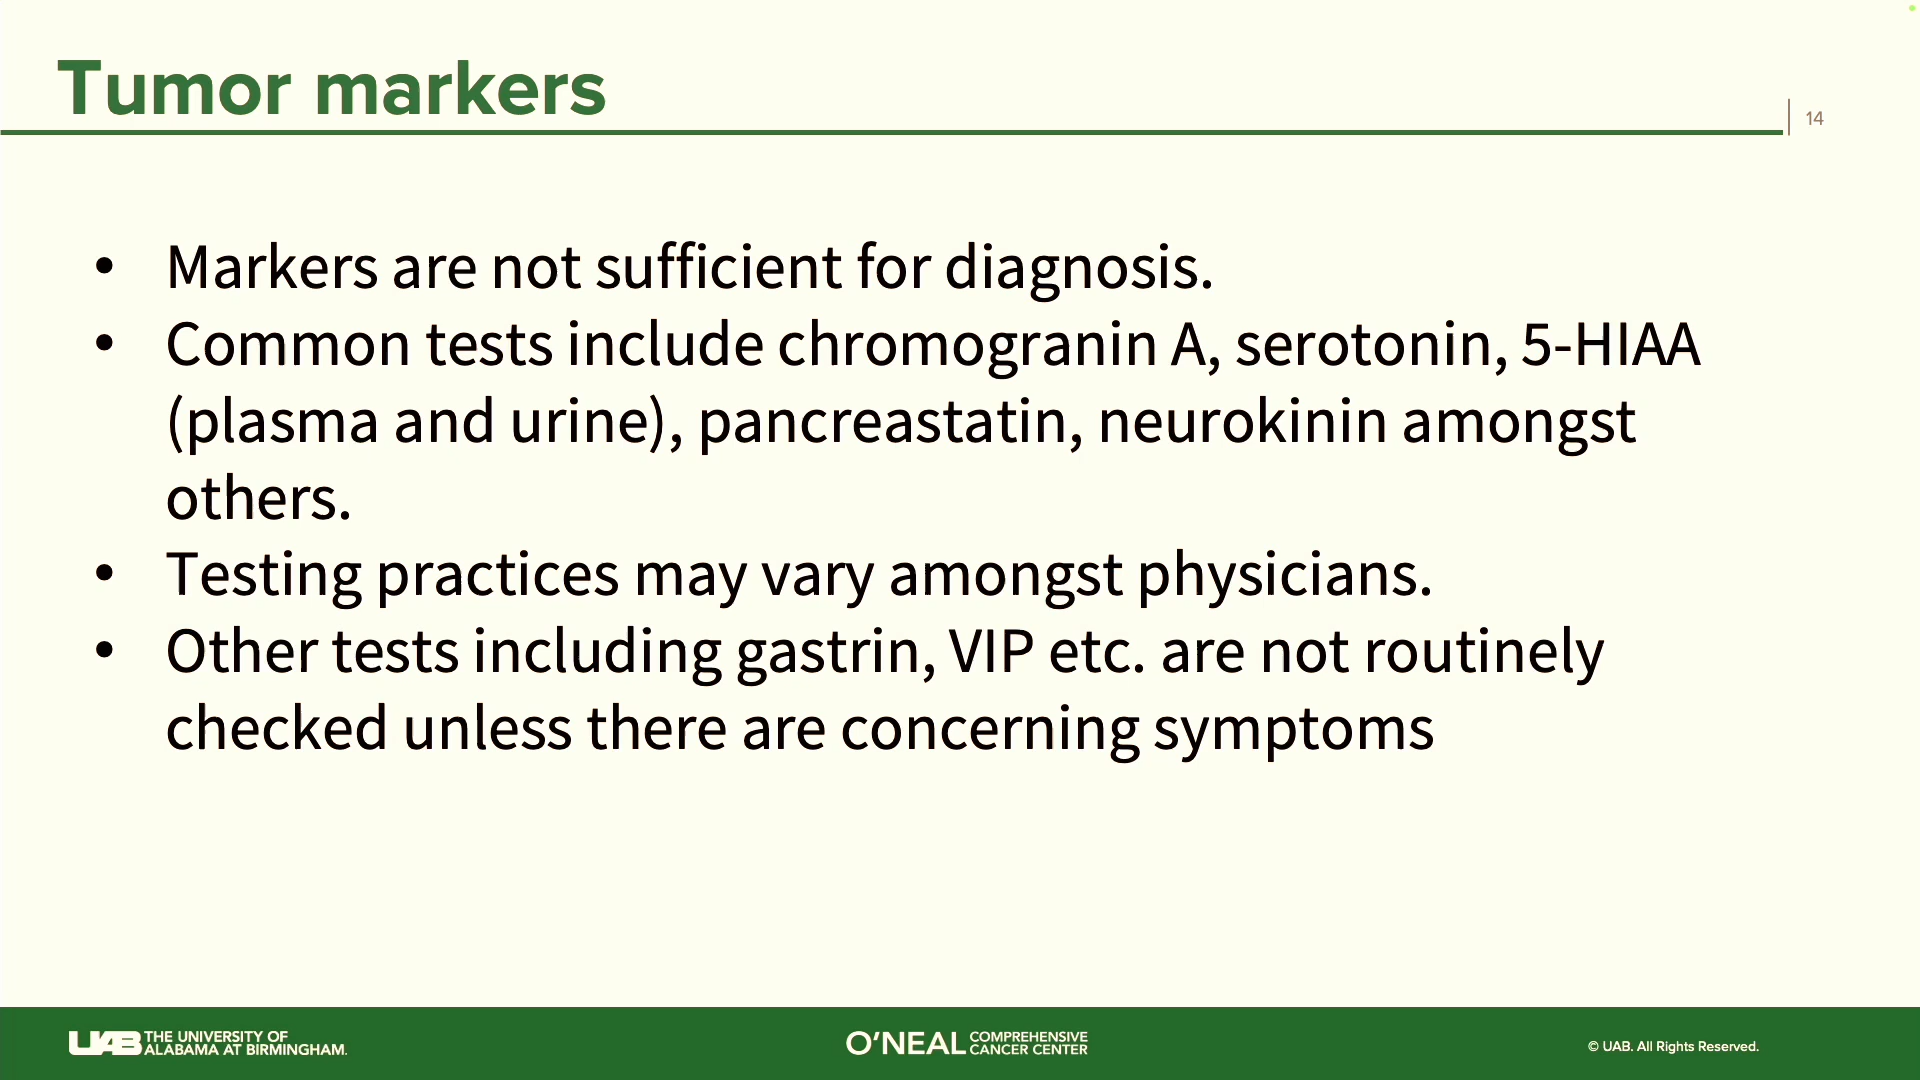 Tumor markers
14
• Markers are not sufficient for diagnosis.
• Common tests include chromogranin A, serotonin, 5-HIAA
(plasma and urine), pancreastatin, neurokinin amongst
others.
• Testing practices may vary amongst physicians.
• Other tests including gastrin, VIP etc. are not routinely
checked unless there are concerning symptoms
UAB THE UNIVERSITY OF
ALABAMA AT BIRMINGHAM.
O'NEAL COMPREHENSIVE
CANCER CENTER
© UAB. All Rights Reserved.